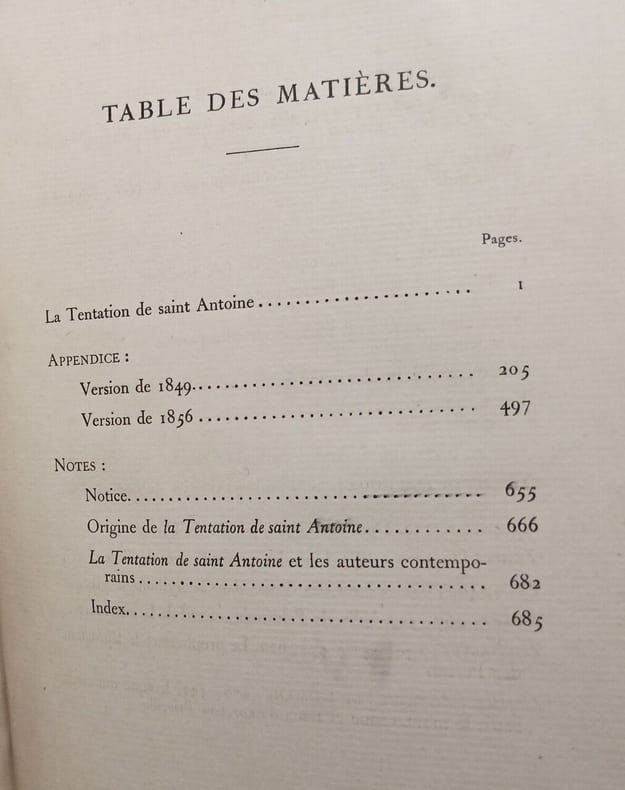 TABLE DES MATIÈRES.
Pages.
La Tentation de saint Antoine ........................ 1
APPENDICE :
Version de 1849............................ 205
Version de 1856 ............................ 497
NOTES :
Notice................................. 655
Origine de la Tentation de saint Antoine............ 666
La Tentation de saint Antoine et les auteurs contempo-
rains ................................. 682
Index................................. 685